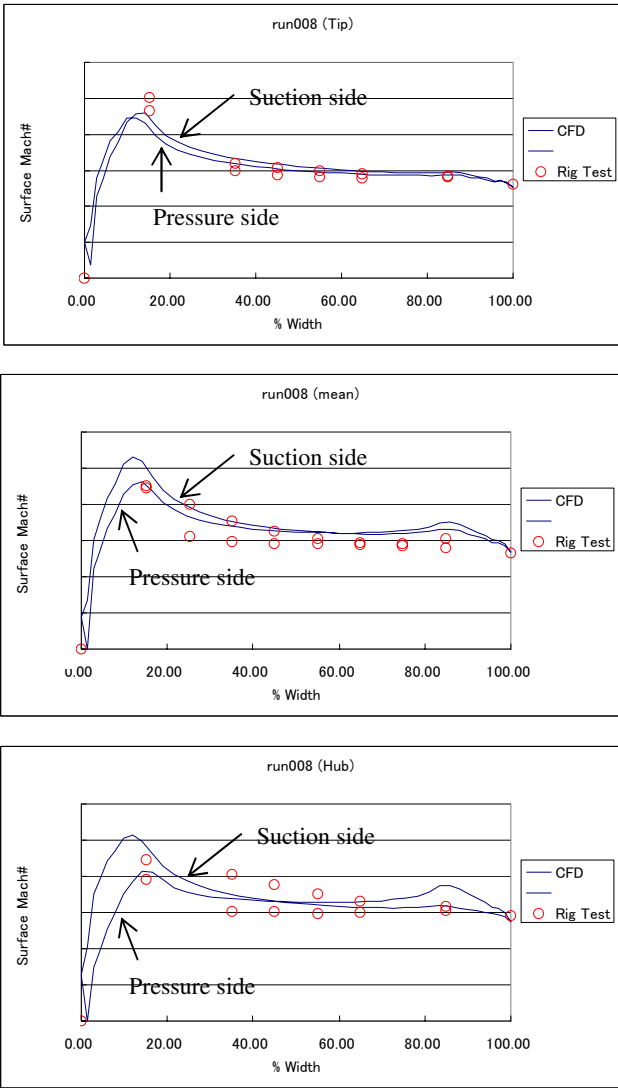 run008 (Tip)
Surface Mach#
Suction side
Pressure side
CFD
Rig Test
0.00 20.00 40.00 60.00 80.00 100.00
% Width
run008 (mean)
Surface Mach#
Suction side
Pressure side
CFD
Rig Test
0.00 20.00 40.00 60.00 80.00 100.00
% Width
run008 (Hub)
Surface Mach#
Suction side
Pressure side
CFD
Rig Test
0.00 20.00 40.00 60.00 80.00 100.00
% Width